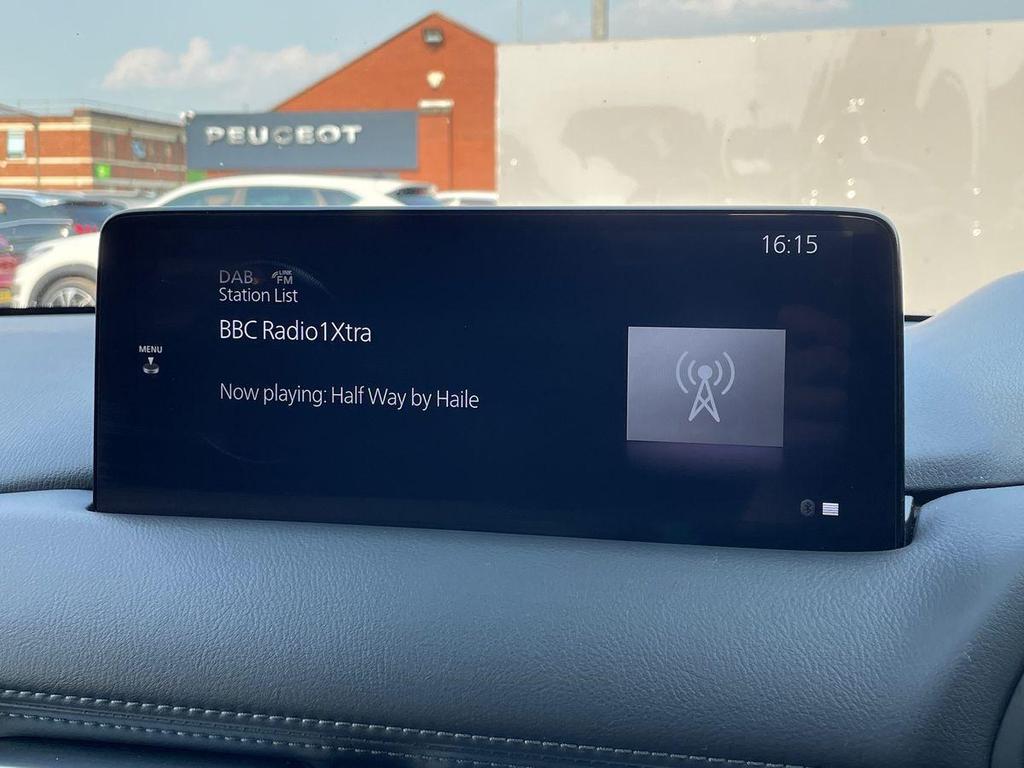 PEUGEOT
16:15
DAB LINK FM
Station List
BBC Radio1Xtra
MENU
Now playing: Half Way by Haile